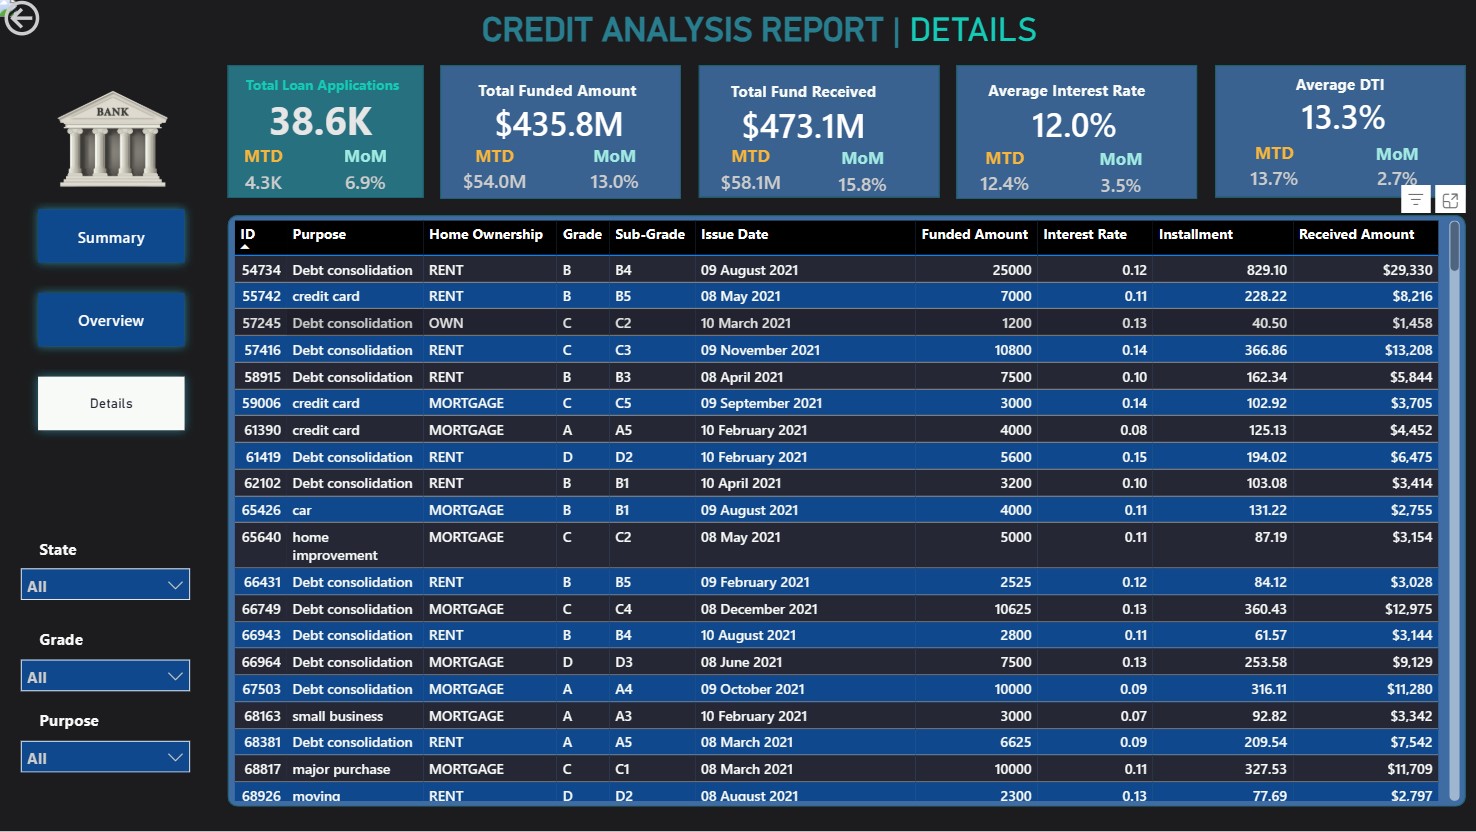 CREDIT ANALYSIS REPORT | DETAILS
Total Loan Applications
38.6K
MTD MoM
4.3K 6.9%
Total Funded Amount
$435.8M
MTD MoM
$54.0M 13.0%
Total Fund Received
$473.1M
MTD MoM
$58.1M 15.8%
Average Interest Rate
12.0%
MTD MoM
12.4% 3.5%
Average DTI
13.3%
MTD MoM
13.7% 2.7%
BANK
Summary
Overview
Details
State
All
Grade
All
Purpose
All
ID Purpose Home Ownership Grade Sub-Grade Issue Date Funded Amount Interest Rate Installment Received Amount
54734 Debt consolidation RENT B B4 09 August 2021 25000 0.12 829.10 $29,330
55742 credit card RENT B B5 08 May 2021 7000 0.11 228.22 $8,216
57245 Debt consolidation OWN C C2 10 March 2021 1200 0.13 40.50 $1,458
57416 Debt consolidation RENT C C3 09 November 2021 10800 0.14 366.86 $13,208
58915 Debt consolidation RENT B B3 08 April 2021 7500 0.10 162.34 $5,844
59006 credit card MORTGAGE C C5 09 September 2021 3000 0.14 102.92 $3,705
61390 credit card MORTGAGE A A5 10 February 2021 4000 0.08 125.13 $4,452
61419 Debt consolidation RENT D D2 10 February 2021 5600 0.15 194.02 $6,475
62102 Debt consolidation RENT B B1 10 April 2021 3200 0.10 103.08 $3,414
65426 car MORTGAGE B B1 09 August 2021 4000 0.11 131.22 $2,755
65640 home MORTGAGE C C2 08 May 2021 5000 0.11 87.19 $3,154
improvement
66431 Debt consolidation RENT B B5 09 February 2021 2525 0.12 84.12 $3,028
66749 Debt consolidation MORTGAGE C C4 08 December 2021 10625 0.13 360.43 $12,975
66943 Debt consolidation RENT B B4 10 August 2021 2800 0.11 61.57 $3,144
66964 Debt consolidation MORTGAGE D D3 08 June 2021 7500 0.13 253.58 $9,129
67503 Debt consolidation MORTGAGE A A4 09 October 2021 10000 0.09 316.11 $11,280
68163 small business MORTGAGE A A3 10 February 2021 3000 0.07 92.82 $3,342
68381 Debt consolidation RENT A A5 08 March 2021 6625 0.09 209.54 $7,542
68817 major purchase MORTGAGE C C1 08 March 2021 10000 0.11 327.53 $11,709
68926 moving RENT D D2 08 August 2021 2300 0.13 77.69 $2,797